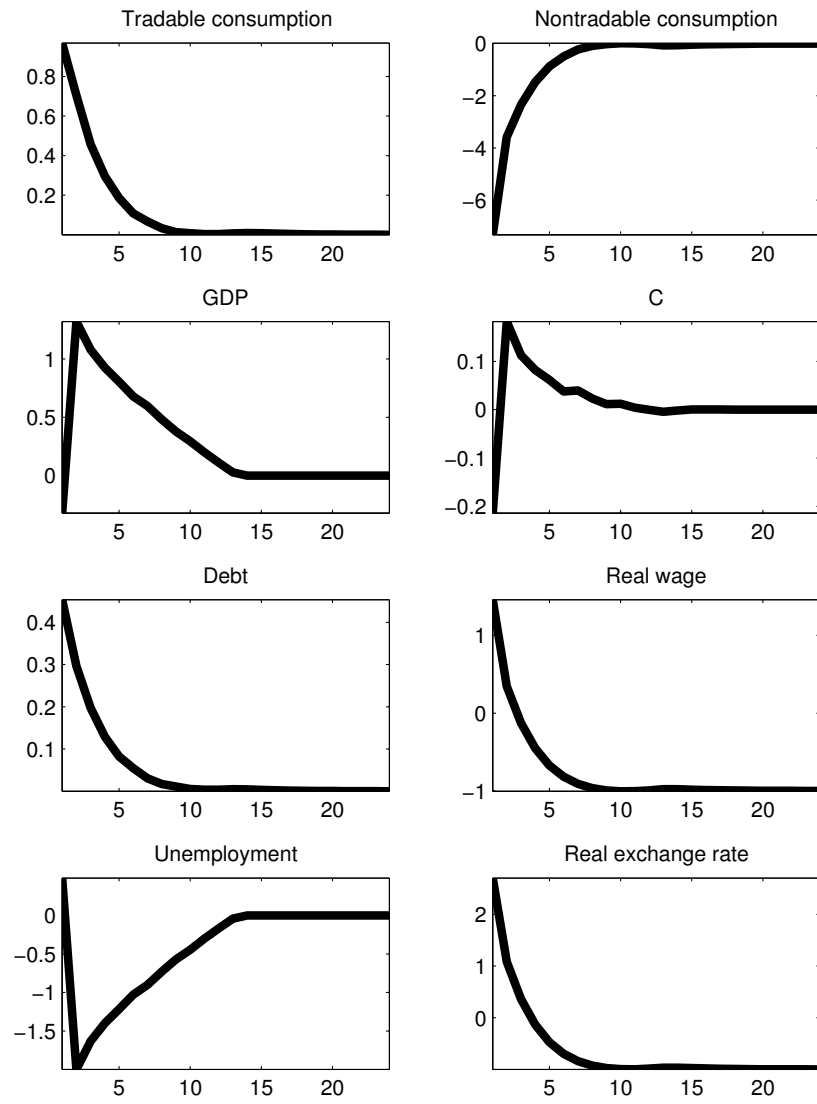 Tradable consumption
0.8
0.6
0.4
0.2
5 10 15 20
Nontradable consumption
0
−2
−4
−6
5 10 15 20
GDP
1
0.5
0
5 10 15 20
C
0.1
0
−0.1
−0.2
5 10 15 20
Debt
0.4
0.3
0.2
0.1
5 10 15 20
Real wage
1
0
−1
5 10 15 20
Unemployment
0
−0.5
−1
−1.5
5 10 15 20
Real exchange rate
2
1
0
5 10 15 20